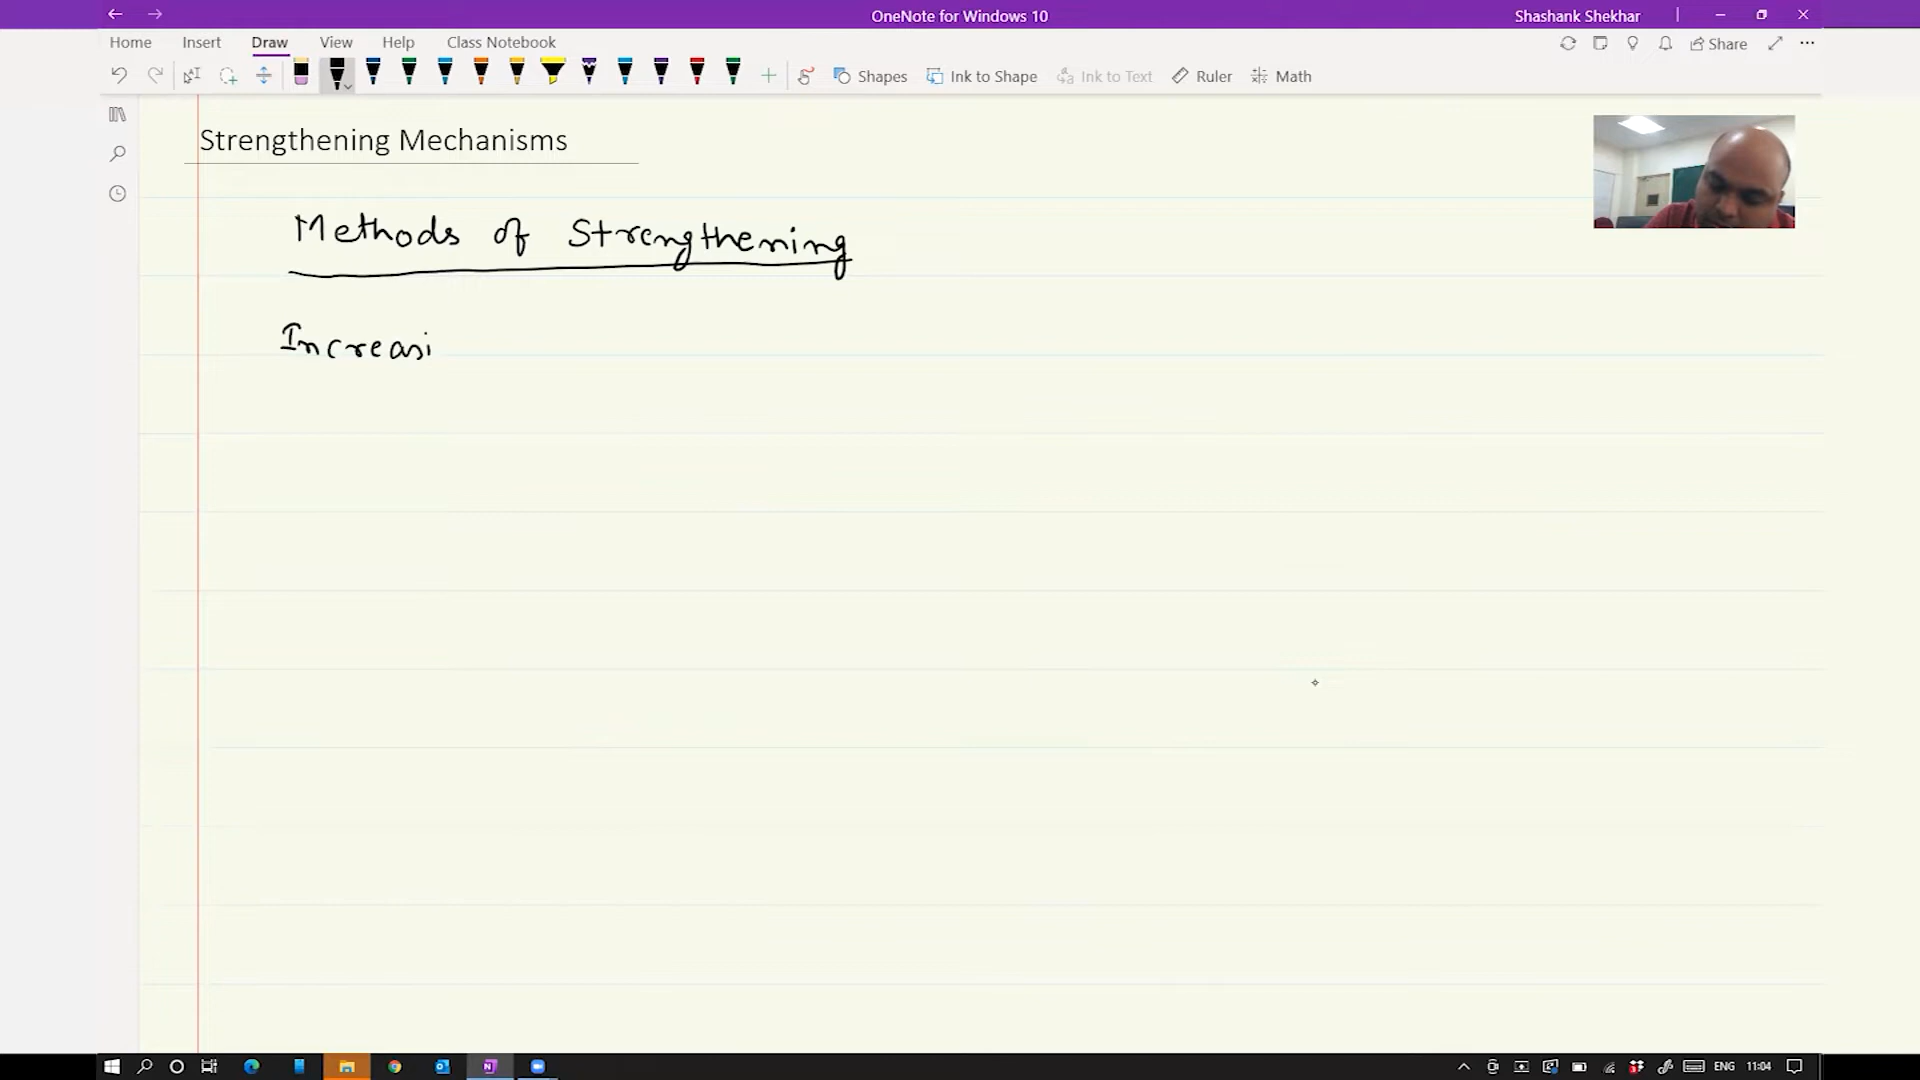 OneNote for Windows 10
Shashank Shekhar
Home Insert Draw View Help Class Notebook
Share
Shapes Ink to Shape Ink to Text Ruler Math
Strengthening Mechanisms
Methods of Strengthening
Increasi
ENG 11:04